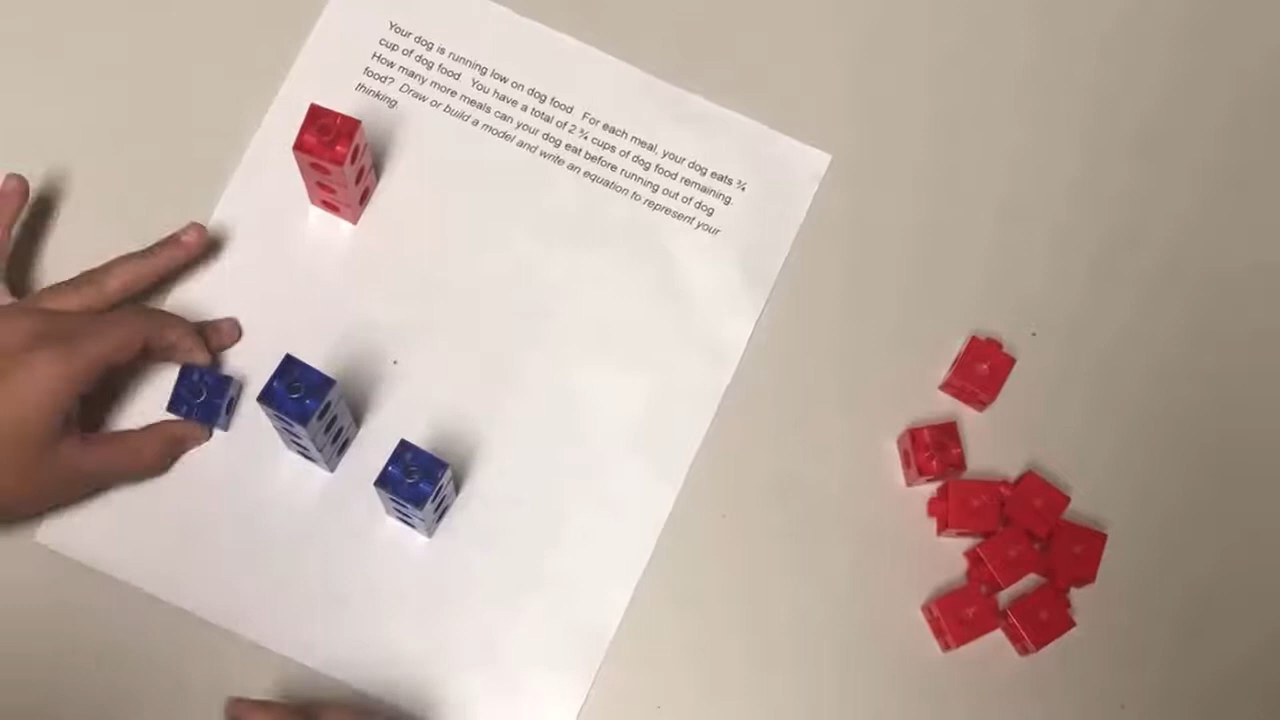 Your dog is running low on dog food. For each meal, your dog eats ¾
cup of dog food. You have a total of 2 ¾ cups of dog food remaining.
How many more meals can your dog eat before running out of dog
food? Draw or build a model and write an equation to represent your
thinking.